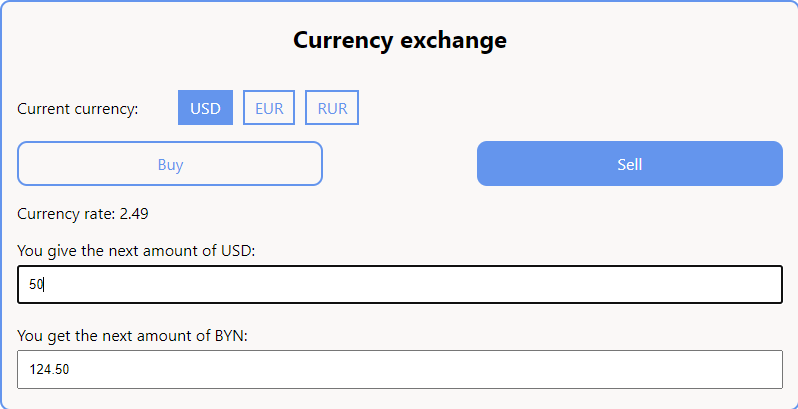 Currency exchange
Current currency: USD EUR RUR
Buy Sell
Currency rate: 2.49
You give the next amount of USD:
50
You get the next amount of BYN:
124.50